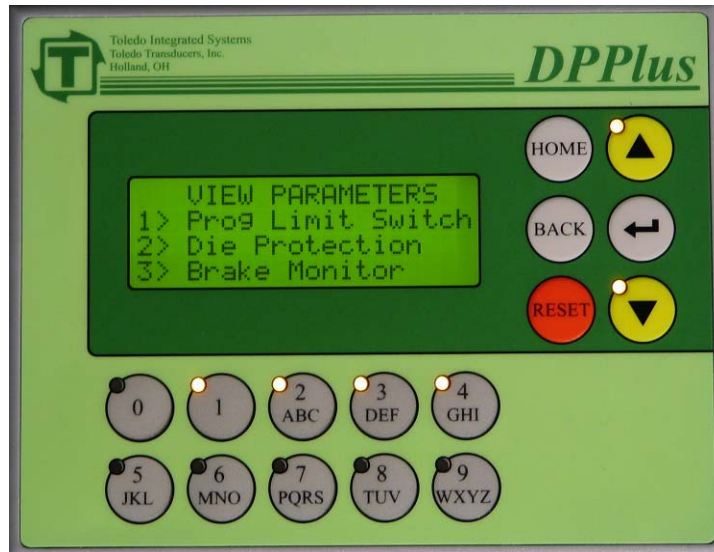 T
Toledo Integrated Systems
Toledo Transducers, Inc.
Holland, OH
DPPlus
VIEW PARAMETERS
1> Prog Limit Switch
2> Die Protection
3> Brake Monitor
HOME
BACK
RESET
0
1
2
ABC
3
DEF
4
GHI
5
JKL
6
MNO
7
PQRS
8
TUV
9
WXYZ